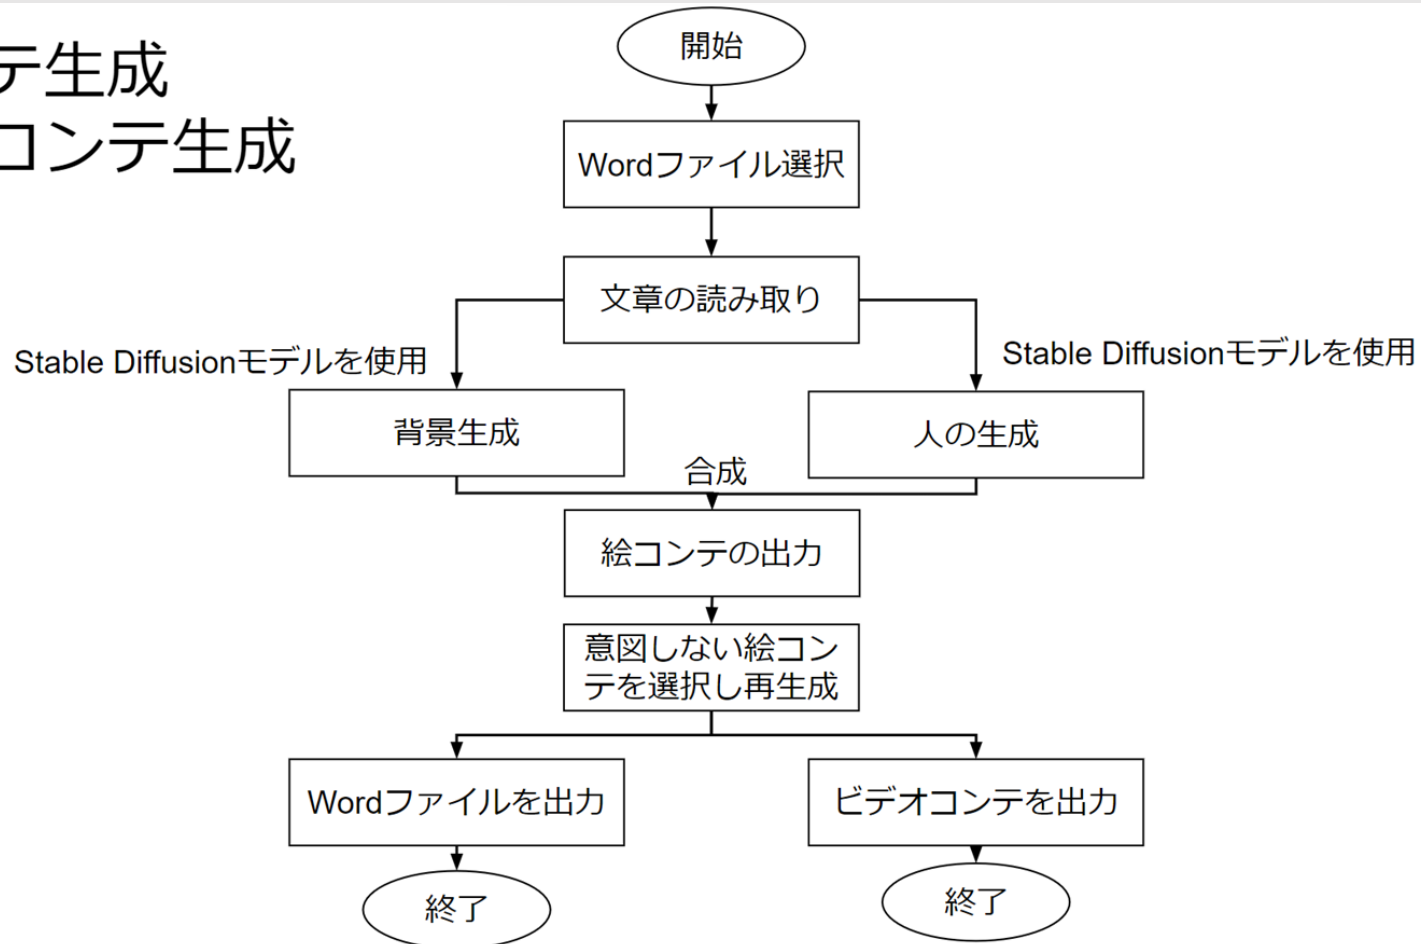 テ生成
コンテ生成
開始
Wordファイル選択
文章の読み取り
Stable Diffusionモデルを使用
Stable Diffusionモデルを使用
背景生成
人の生成
合成
絵コンテの出力
意図しない絵コン
テを選択し再生成
Wordファイルを出力
ビデオコンテを出力
終了
終了